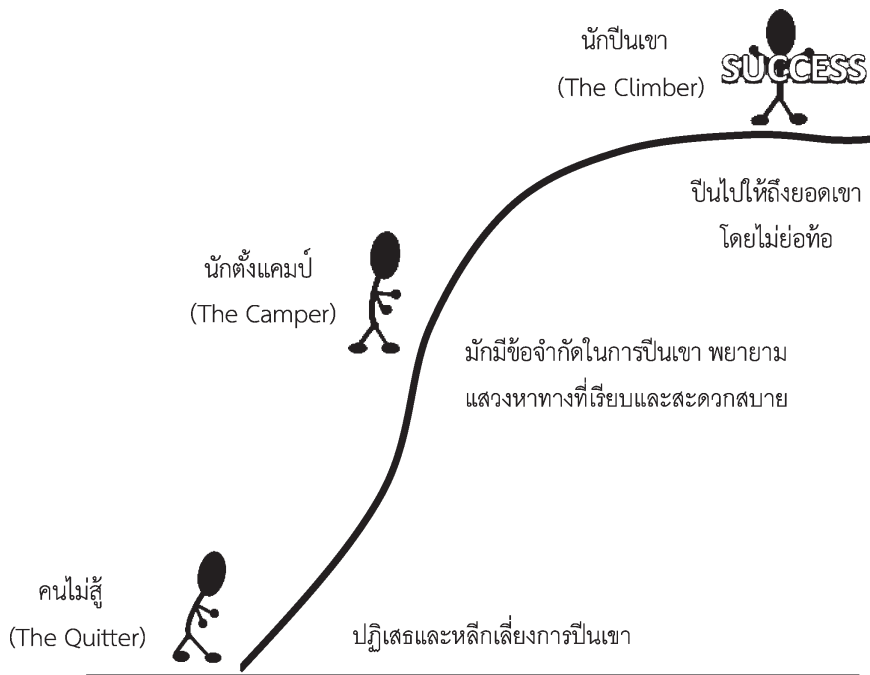 นักปีนเขา
(The Climber)
SUCCESS
ปีนไปให้ถึงยอดเขา
โดยไม่ย่อท้อ
นักตั้งแคมป์
(The Camper)
มักมีข้อจำกัดในการปีนเขา พยายาม
แสวงหาทางที่เรียบและสะดวกสบาย
คนไม่สู้
(The Quitter)
ปฏิเสธและหลีกเลี่ยงการปีนเขา